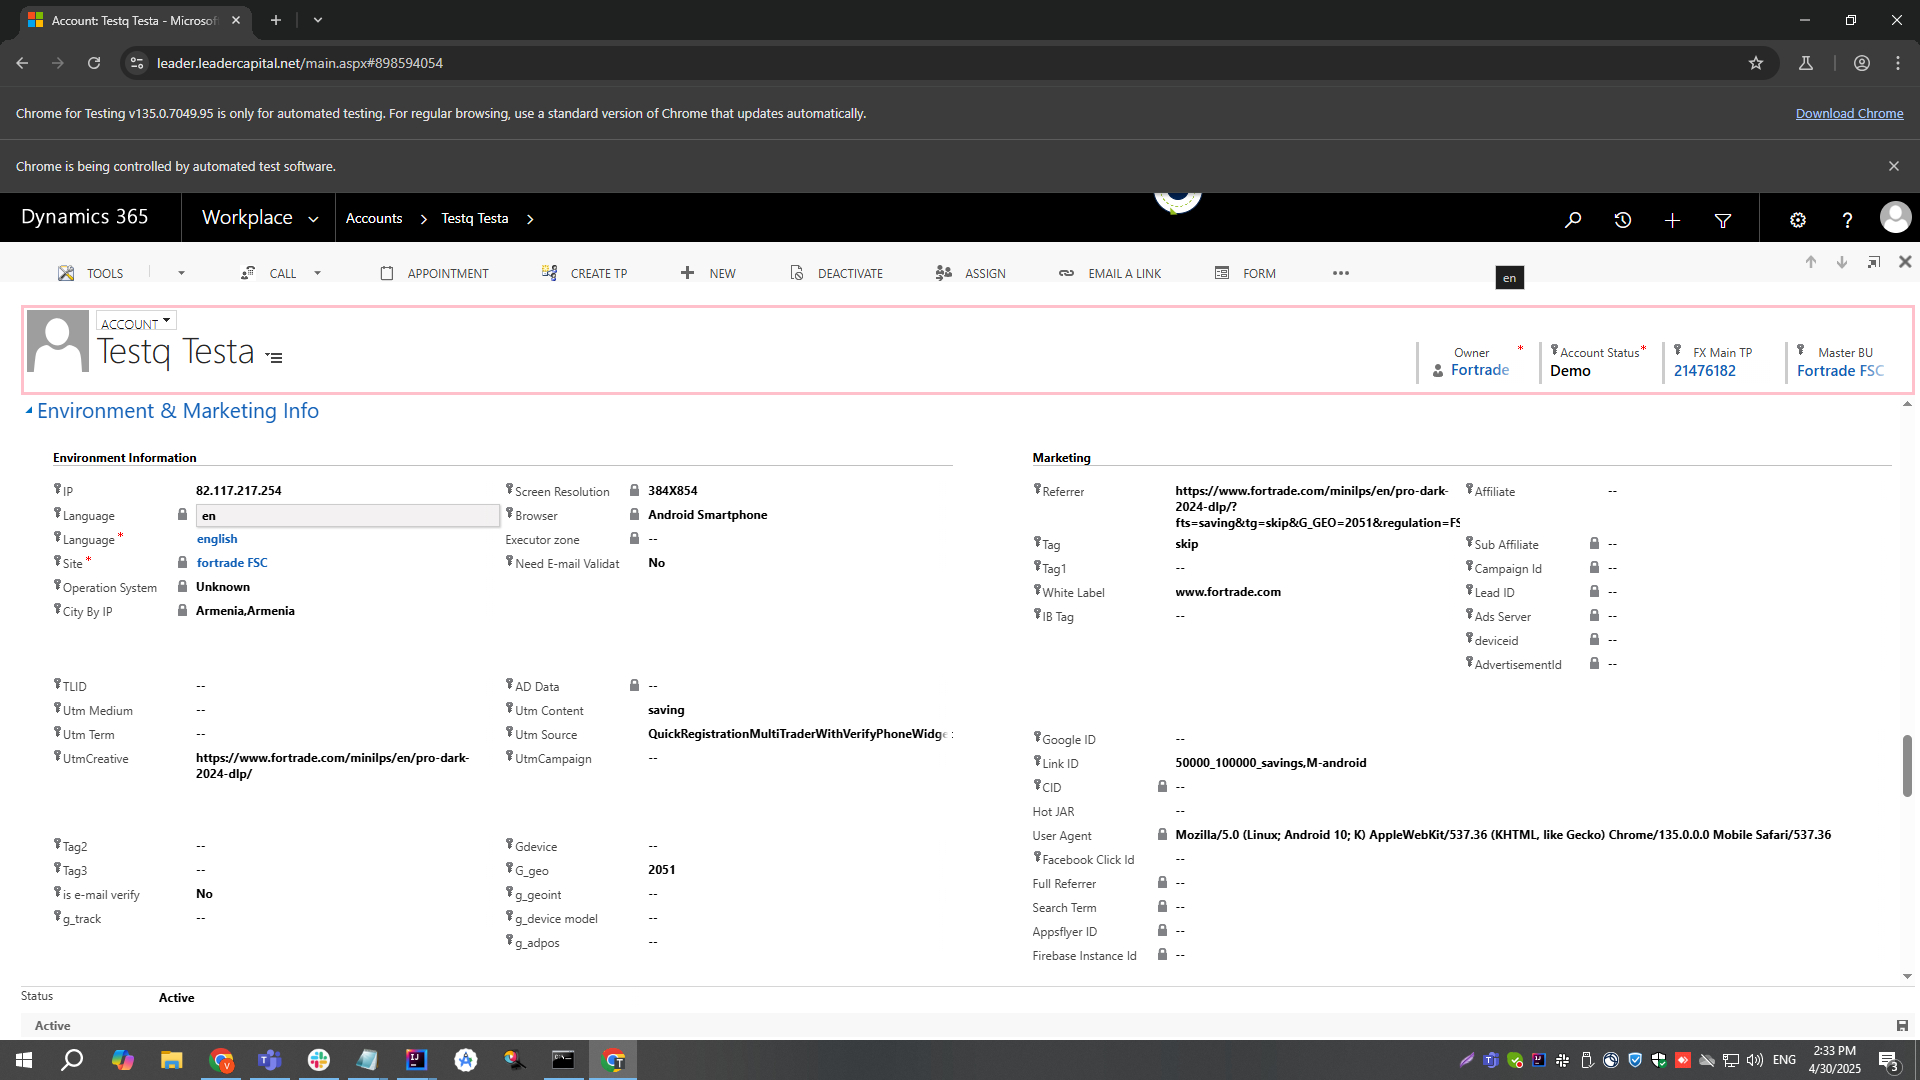 Account: Testq Testa - Microsof
leader.leadercapital.net/main.aspx#898594054
Chrome for Testing v135.0.7049.95 is only for automated testing. For regular browsing, use a standard version of Chrome that updates automatically.
Download Chrome
Chrome is being controlled by automated test software.
Dynamics 365
Workplace
Accounts
Testq Testa
TOOLS
CALL
APPOINTMENT
CREATE TP
NEW
DEACTIVATE
ASSIGN
EMAIL A LINK
FORM
en
ACCOUNT
Testq Testa
Owner *
Fortrade
Account Status *
Demo
FX Main TP
21476182
Master BU
Fortrade FSC
Environment & Marketing Info
Environment Information
IP 82.117.217.254
Language en
Language * english
Site * fortrade FSC
Operation System Unknown
City By IP Armenia,Armenia
Screen Resolution 384X854
Browser Android Smartphone
Executor zone --
Need E-mail Validat No
TLID --
Utm Medium --
Utm Term --
UtmCreative https://www.fortrade.com/minilps/en/pro-dark-
2024-dlp/
AD Data --
Utm Content saving
Utm Source QuickRegistrationMultiTraderWithVerifyPhoneWidge
UtmCampaign --
Tag2 --
Tag3 --
is e-mail verify No
g_track --
Gdevice --
G_geo 2051
g_geoint --
g_device model --
g_adpos --
Marketing
Referrer https://www.fortrade.com/minilps/en/pro-dark-
2024-dlp/?
fts=saving&tg=skip&G_GEO=2051&regulation=FS
Tag skip
Tag1 --
White Label www.fortrade.com
IB Tag --
Affiliate --
Sub Affiliate --
Campaign Id --
Lead ID --
Ads Server --
deviceid --
AdvertisementId --
Google ID --
Link ID 50000_100000_savings,M-android
CID --
Hot JAR --
User Agent Mozilla/5.0 (Linux; Android 10; K) AppleWebKit/537.36 (KHTML, like Gecko) Chrome/135.0.0.0 Mobile Safari/537.36
Facebook Click Id --
Full Referrer --
Search Term --
Appsflyer ID --
Firebase Instance Id --
Status Active
Active
ENG
2:33 PM
4/30/2025
3